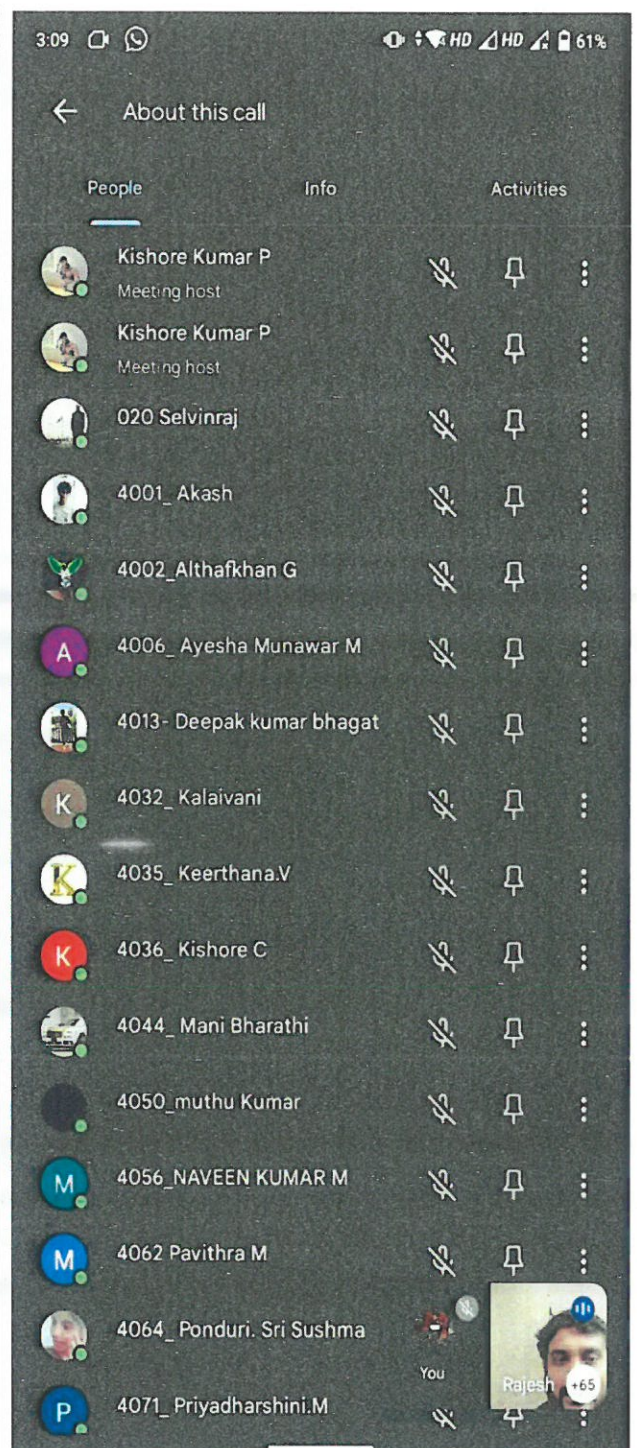 3:09 HD HD 61%
About this call
People Info Activities
Kishore Kumar P
Meeting host
Kishore Kumar P
Meeting host
020 Selvinraj
4001_ Akash
4002_Althafkhan G
A 4006_ Ayesha Munawar M
4013- Deepak kumar bhagat
K 4032_ Kalaivani
K 4035_ Keerthana.V
K 4036_ Kishore C
4044_ Mani Bharathi
4050_muthu Kumar
M 4056_NAVEEN KUMAR M
M 4062 Pavithra M
4064_ Ponduri. Sri Sushma
You Rajesh +65
P 4071_ Priyadharshini.M